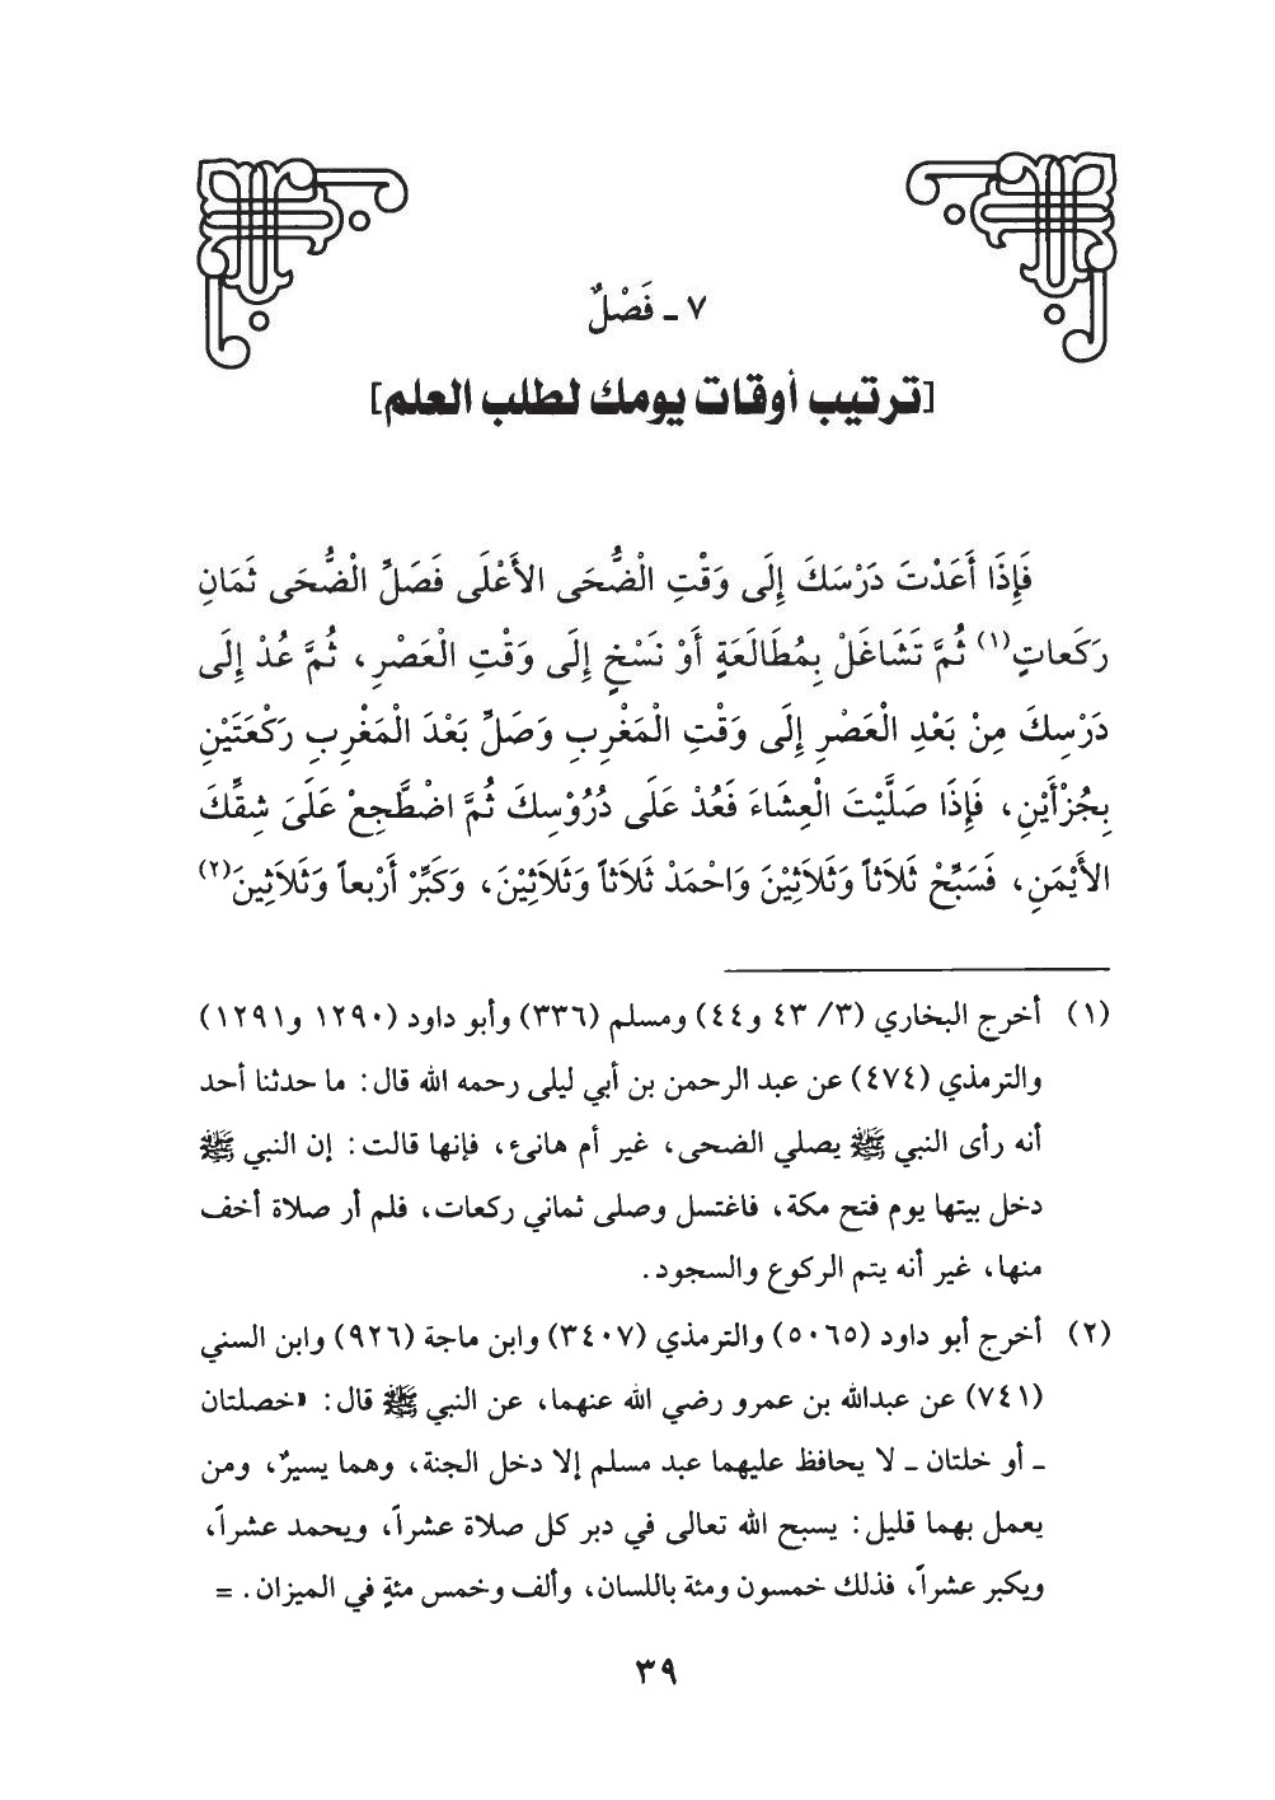 ٧ ـ فَصْلٌ
[ترتيب أوقات يومك لطلب العلم]
فَإِذَا أَعَدْتَ دَرْسَكَ إِلَى وَقْتِ الْضُّحَى الأَعْلَى فَصَلِّ الْضُّحَى ثَمَانِ
رَكَعاتٍ(١) ثُمَّ تَشَاغَلْ بِمُطَالَعَةٍ أَوْ نَسْخٍ إِلَى وَقْتِ الْعَصْرِ، ثُمَّ عُدْ إِلَى
دَرْسِكَ مِنْ بَعْدِ الْعَصْرِ إِلَى وَقْتِ الْمَغْرِبِ وَصَلِّ بَعْدَ الْمَغْرِبِ رَكْعَتَيْنِ
بِجُزْأَيْنِ، فَإِذَا صَلَّيْتَ الْعِشَاءَ فَعُدْ عَلَى دُرُوْسِكَ ثُمَّ اضْطَّجِعْ عَلَىَ شِقِّكَ
الأَيْمَنِ، فَسَبِّحْ ثَلاَثاً وَثَلاَثِيْنَ وَاحْمَدْ ثَلاَثاً وَثَلاَثِيْنَ، وَكَبِّرْ أَرْبعاً وَثَلاثِينَ(٢)
(١) أخرج البخاري (٣/ ٤٣ و٤٤) ومسلم (٣٣٦) وأبو داود (١٢٩٠ و١٢٩١)
والترمذي (٤٧٤) عن عبد الرحمن بن أبي ليلى رحمه الله قال: ما حدثنا أحد
أنه رأى النبي ﷺ يصلي الضحى، غير أم هانىء، فإنها قالت: إن النبي ﷺ
دخل بيتها يوم فتح مكة، فاغتسل وصلى ثماني ركعات، فلم أر صلاة أخف
منها، غير أنه يتم الركوع والسجود.
(٢) أخرج أبو داود (٥٠٦٥) والترمذي (٣٤٠٧) وابن ماجة (٩٢٦) وابن السني
(٧٤١) عن عبدالله بن عمرو رضي الله عنهما، عن النبي ﷺ قال: «خصلتان
ـ أو خلتان ـ لا يحافظ عليهما عبد مسلم إلا دخل الجنة، وهما يسيرٌ، ومن
يعمل بهما قليل: يسبح الله تعالى في دبر كل صلاة عشراً، ويحمد عشراً،
ويكبر عشراً، فذلك خمسون ومئة باللسان، وألف وخمس مئةٍ في الميزان. =
٣٩